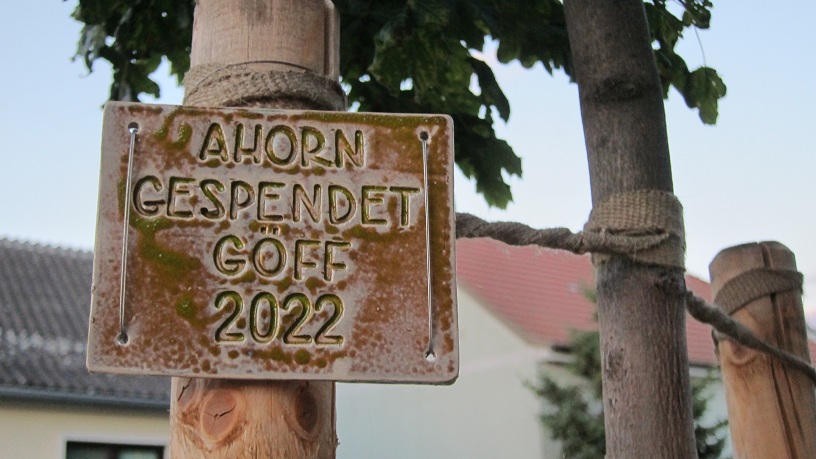 AHORN
GESPENDET
GÖFF
2022